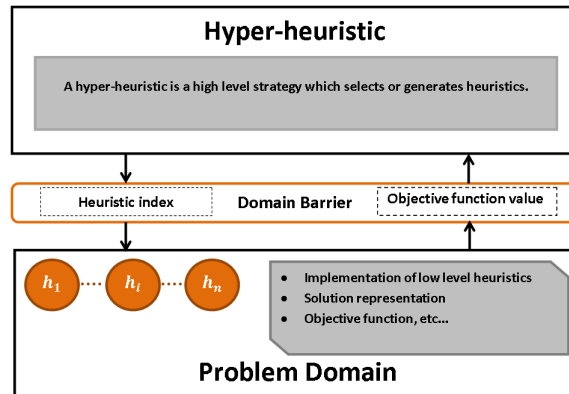 Hyper-heuristic
A hyper-heuristic is a high level strategy which selects or generates heuristics.
Heuristic index
Domain Barrier
Objective function value
h₁ ····· hᵢ ····· hₙ
• Implementation of low level heuristics
• Solution representation
• Objective function, etc...
Problem Domain